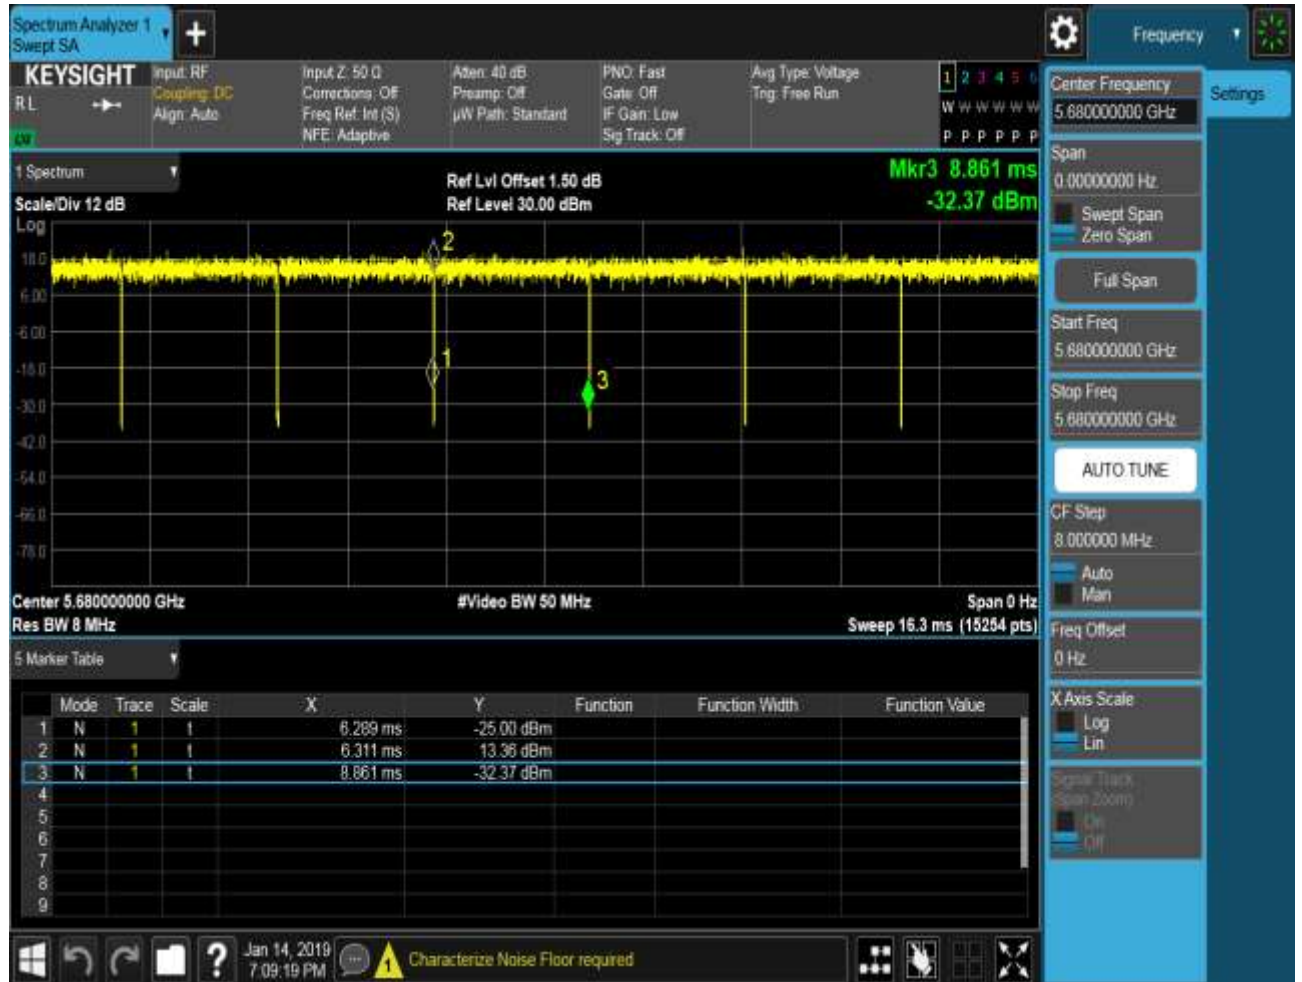 Spectrum Analyzer 1
Swept SA
Frequency
KEYSIGHT
RL
Input: RF
Coupling: DC
Align: Auto
Input Z: 50 Ω
Corrections: Off
Freq Ref: Int (S)
NFE: Adaptive
Atten: 40 dB
Preamp: Off
µW Path: Standard
PNO: Fast
Gate: Off
IF Gain: Low
Sig Track: Off
Avg Type: Voltage
Trig: Free Run
1 2 3 4 5 6
W W W W W W
P P P P P P
Center Frequency
5.680000000 GHz
Settings
Span
0.00000000 Hz
Swept Span
Zero Span
Full Span
Start Freq
5.680000000 GHz
Stop Freq
5.680000000 GHz
AUTO TUNE
CF Step
8.000000 MHz
Auto
Man
Freq Offset
0 Hz
X Axis Scale
Log
Lin
Signal Track
(Span Zoom)
On
Off
1 Spectrum
Scale/Div 12 dB
Ref Lvl Offset 1.50 dB
Ref Level 30.00 dBm
Mkr3 8.861 ms
-32.37 dBm
Log
18.0
6.00
-6.00
-18.0
-30.0
-42.0
-54.0
-66.0
-78.0
2
1
3
Center 5.680000000 GHz
#Video BW 50 MHz
Span 0 Hz
Res BW 8 MHz
Sweep 16.3 ms (15254 pts)
5 Marker Table
Mode Trace Scale X Y Function Function Width Function Value
1 N 1 t 6.289 ms -25.00 dBm
2 N 1 t 6.311 ms 13.36 dBm
3 N 1 t 8.861 ms -32.37 dBm
4
5
6
7
8
9
Jan 14, 2019
7:09:19 PM
Characterize Noise Floor required